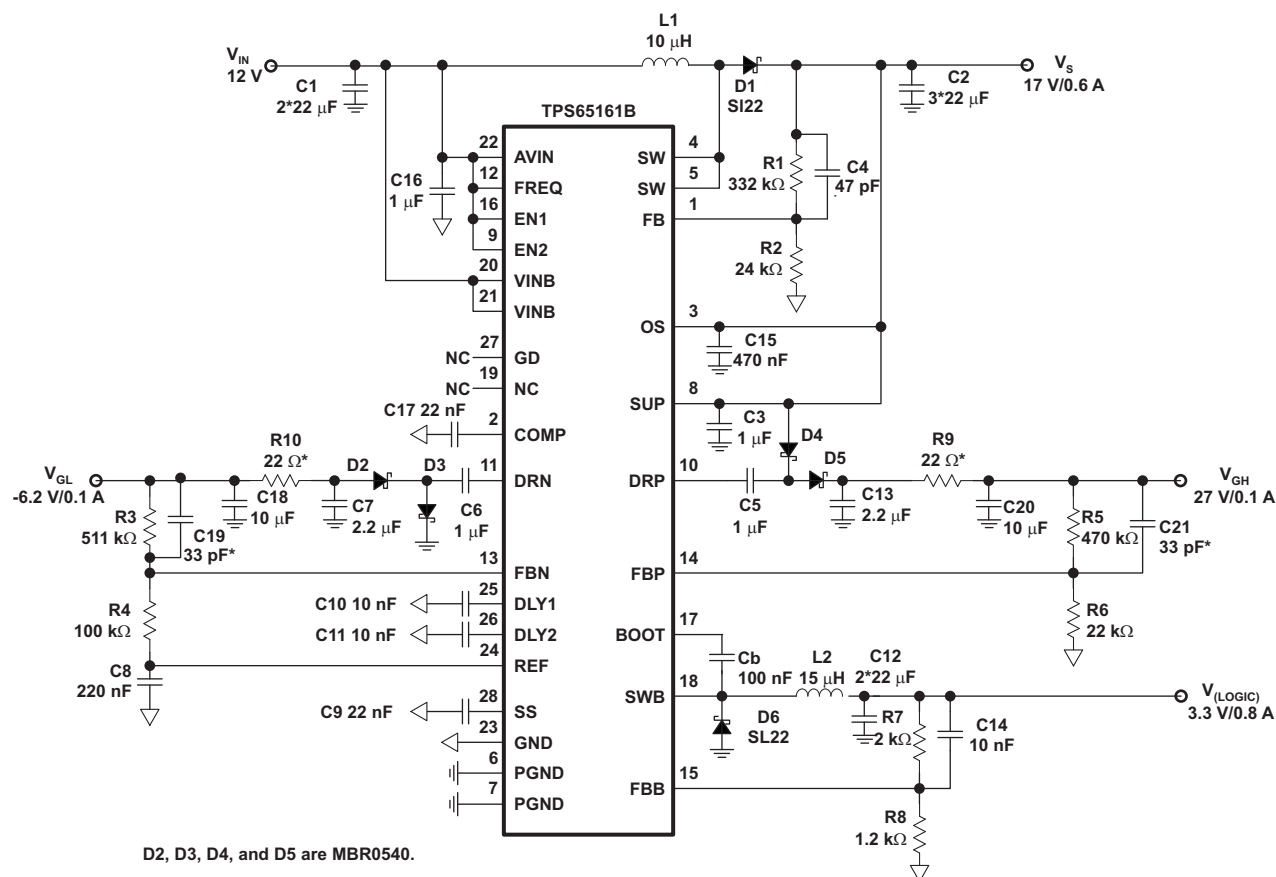 L1
10 μH
VIN
12 V
C1
2*22 μF
D1
SI22
C2
3*22 μF
VS
17 V/0.6 A
TPS65161B
22
AVIN
12
FREQ
16
EN1
9
EN2
20
VINB
21
VINB
C16
1 μF
4
SW
5
SW
1
FB
R1
332 kΩ
C4
47 pF
R2
24 kΩ
3
OS
C15
470 nF
27
NC
GD
19
NC
NC
8
SUP
C3
1 μF
D4
C17 22 nF
2
COMP
R10
22 Ω*
D2
D3
11
DRN
VGL
-6.2 V/0.1 A
C18
10 μF
C7
2.2 μF
C6
1 μF
R3
511 kΩ
C19
33 pF*
10
DRP
C5
1 μF
D5
C13
2.2 μF
R9
22 Ω*
C20
10 μF
VGH
27 V/0.1 A
R5
470 kΩ
C21
33 pF*
13
FBN
14
FBP
R4
100 kΩ
C10 10 nF
25
DLY1
C11 10 nF
26
DLY2
24
REF
C8
220 nF
R6
22 kΩ
17
BOOT
Cb
100 nF
18
SWB
L2
15 μH
C12
2*22 μF
V(LOGIC)
3.3 V/0.8 A
D6
SL22
R7
2 kΩ
C14
10 nF
C9 22 nF
28
SS
23
GND
6
PGND
7
PGND
15
FBB
R8
1.2 kΩ
D2, D3, D4, and D5 are MBR0540.